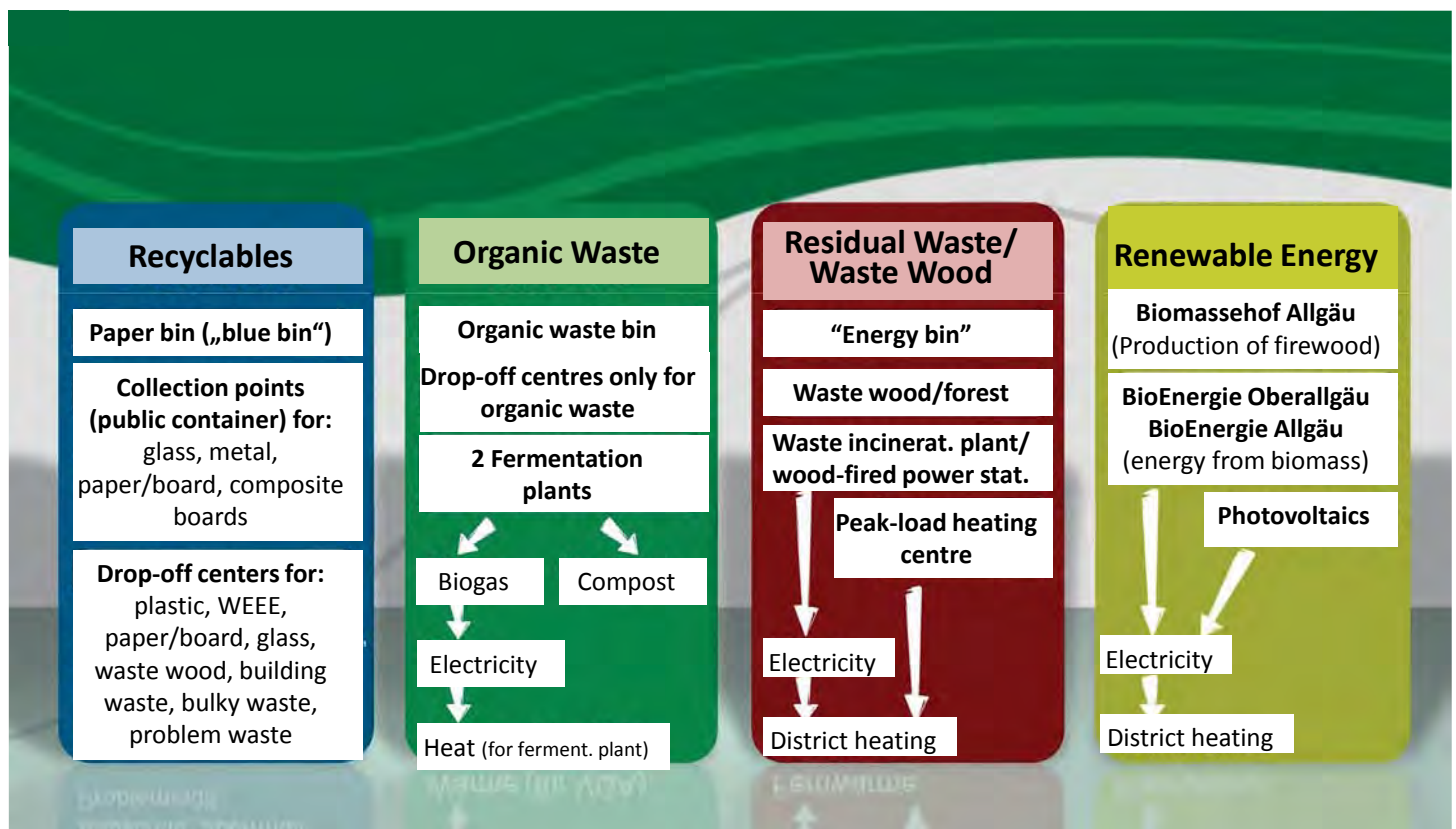 Recyclables
Paper bin („blue bin“)
Collection points
(public container) for:
glass, metal,
paper/board, composite
boards
Drop-off centers for:
plastic, WEEE,
paper/board, glass,
waste wood, building
waste, bulky waste,
problem waste
Organic Waste
Organic waste bin
Drop-off centres only for
organic waste
2 Fermentation
plants
Biogas
Compost
Electricity
Heat (for ferment. plant)
Residual Waste/
Waste Wood
“Energy bin”
Waste wood/forest
Waste incinerat. plant/
wood-fired power stat.
Peak-load heating
centre
Electricity
District heating
Renewable Energy
Biomassehof Allgäu
(Production of firewood)
BioEnergie Oberallgäu
BioEnergie Allgäu
(energy from biomass)
Photovoltaics
Electricity
District heating
Wärme (für VGA)
Fernwärme